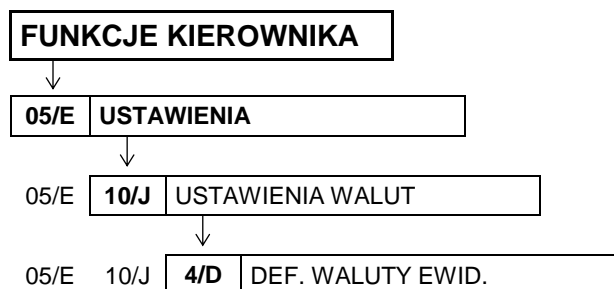 FUNKCJE KIEROWNIKA
05/E USTAWIENIA
05/E 10/J USTAWIENIA WALUT
05/E 10/J 4/D DEF. WALUTY EWID.